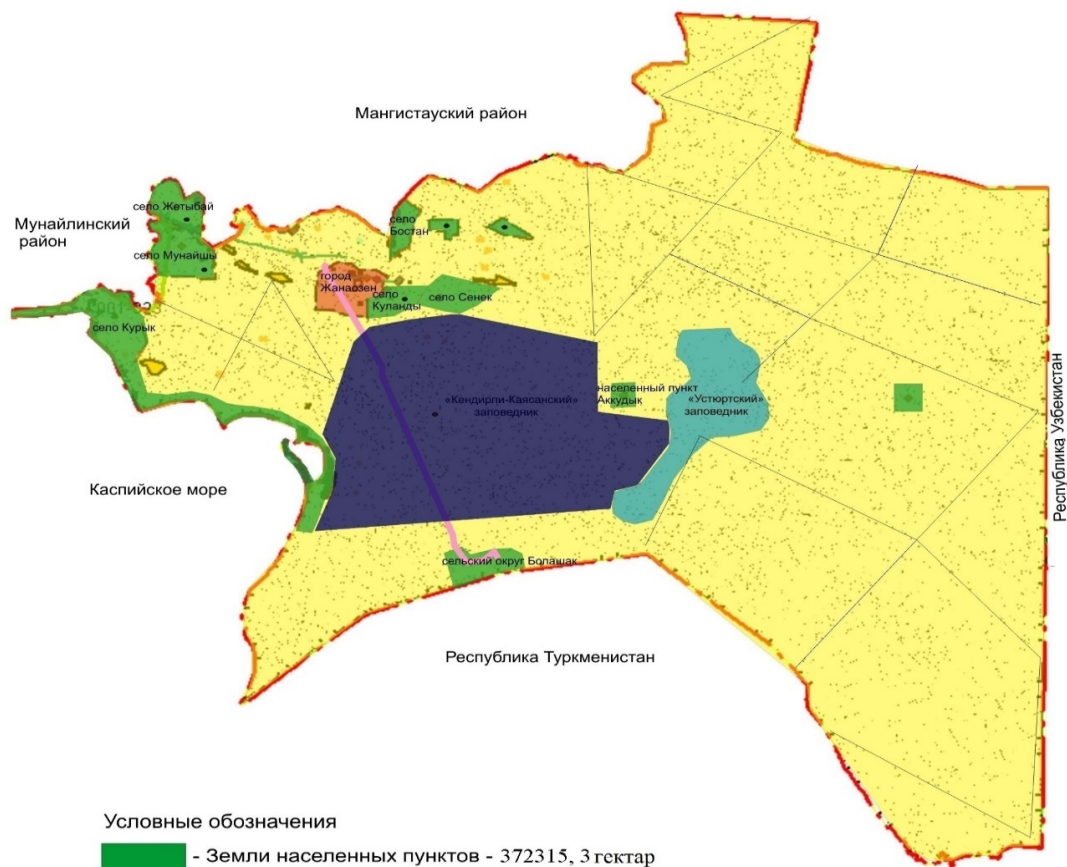 Мангистауский район
село Жетыбай
Мунайлинский
район
село
Бостан
село Мунайшы
город
Жанаозен
село
Куланды
село Сенек
село Курык
населенный пункт
Аккудык
«Кендирли-Каясанский»
заповедник
«Устюртский»
заповедник
Республика Узбекистан
Каспийское море
сельский округ Болашак
Республика Туркменистан
Условные обозначения
- Земли населенных пунктов - 372315, 3 гектар